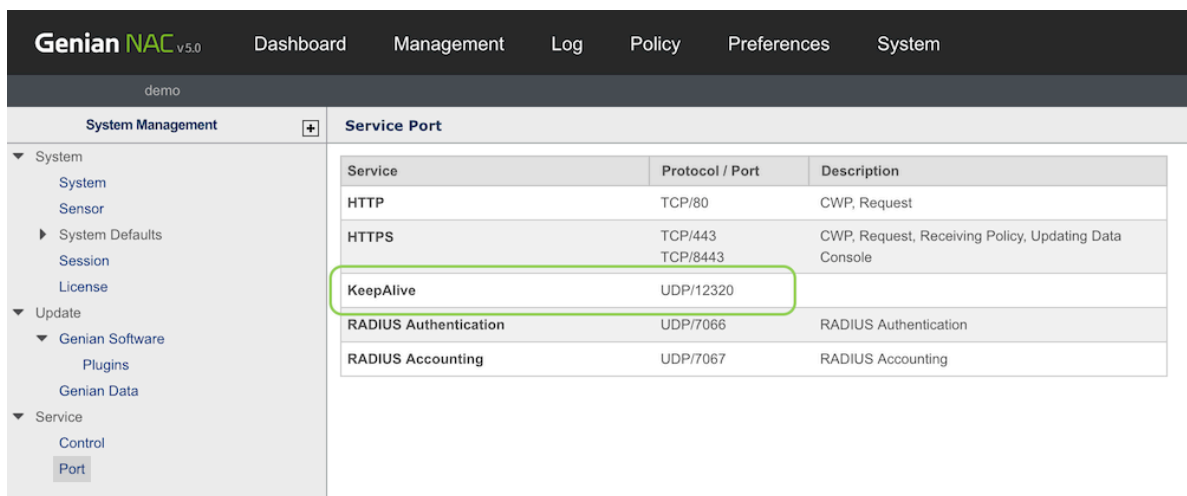 Genian NAC v5.0 Dashboard Management Log Policy Preferences System
demo
System Management
System
System
Sensor
System Defaults
Session
License
Update
Genian Software
Plugins
Genian Data
Service
Control
Port
Service Port
Service Protocol / Port Description
HTTP TCP/80 CWP, Request
HTTPS TCP/443 CWP, Request, Receiving Policy, Updating Data
TCP/8443 Console
KeepAlive UDP/12320
RADIUS Authentication UDP/7066 RADIUS Authentication
RADIUS Accounting UDP/7067 RADIUS Accounting